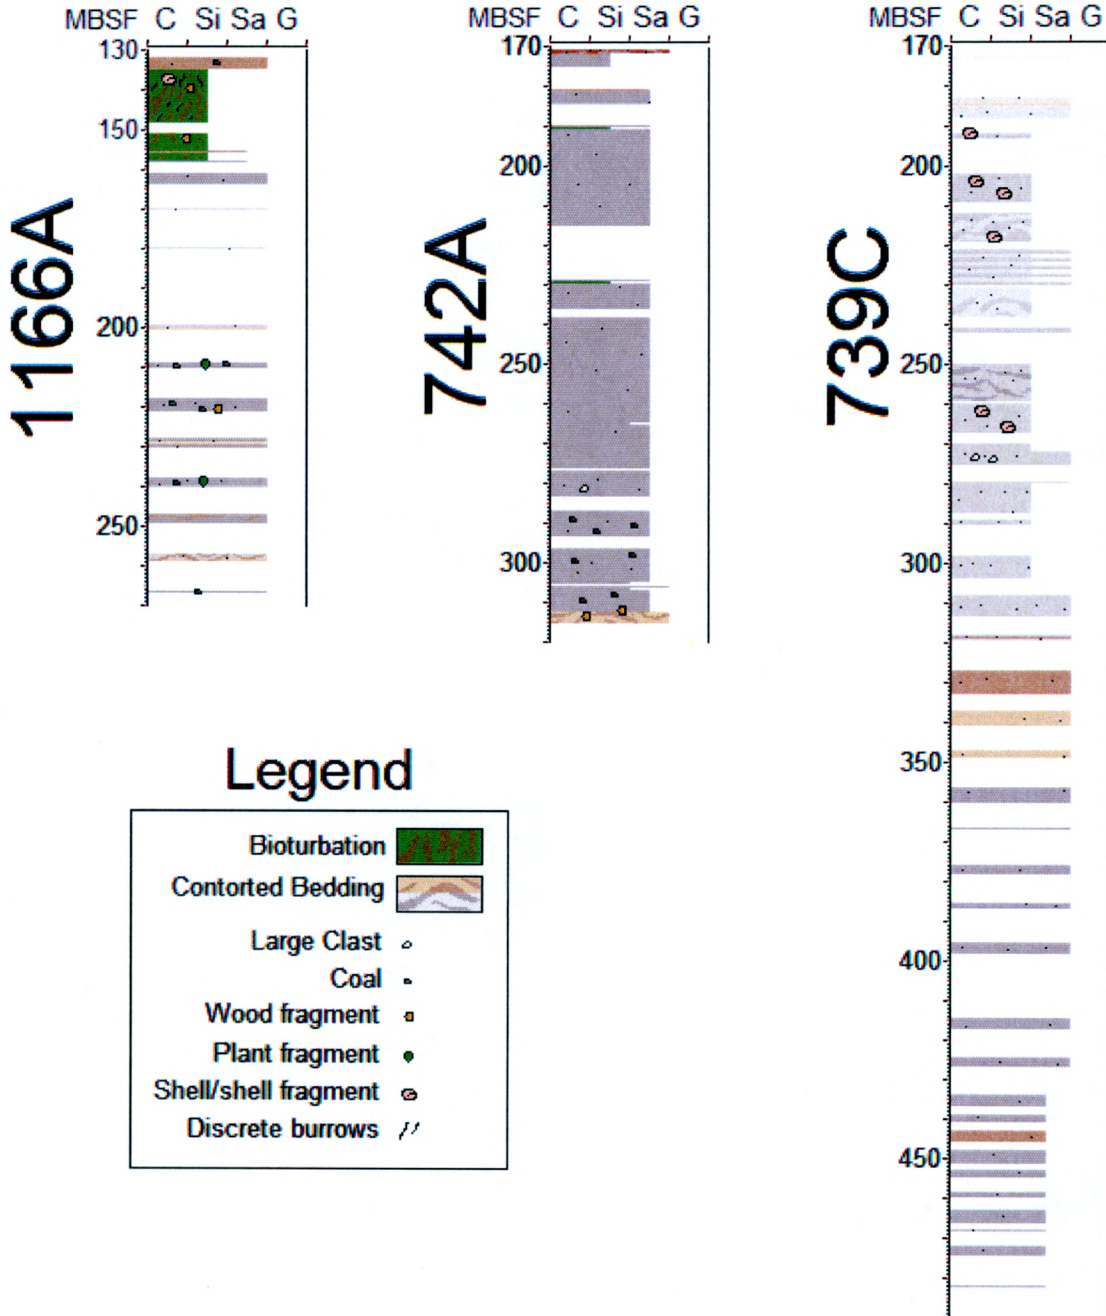 MBSF C Si Sa G
130
150
200
250
1166A
MBSF C Si Sa G
170
200
250
300
742A
MBSF C Si Sa G
170
200
250
300
350
400
450
739C
Legend
Bioturbation
Contorted Bedding
Large Clast
Coal
Wood fragment
Plant fragment
Shell/shell fragment
Discrete burrows